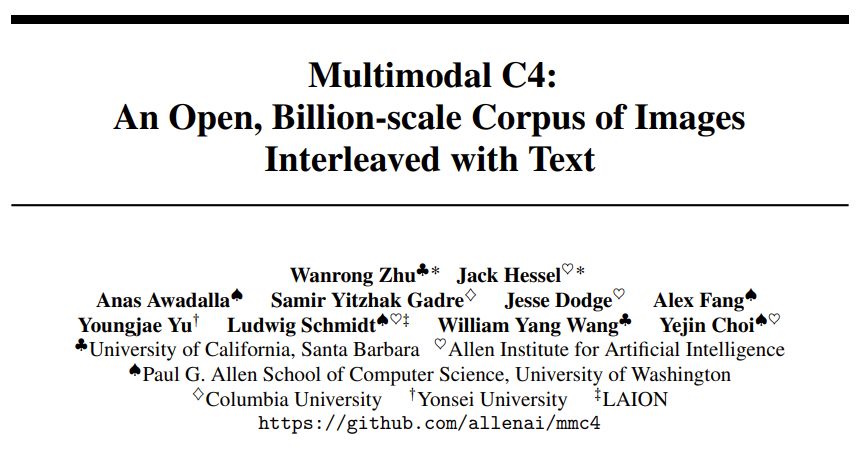 Multimodal C4:
An Open, Billion-scale Corpus of Images
Interleaved with Text
Wanrong Zhu♣* Jack Hessel♡*
Anas Awadalla♠ Samir Yitzhak Gadre♢ Jesse Dodge♡ Alex Fang♠
Youngjae Yu† Ludwig Schmidt♠♡‡ William Yang Wang♣ Yejin Choi♠♡
♣University of California, Santa Barbara ♡Allen Institute for Artificial Intelligence
♠Paul G. Allen School of Computer Science, University of Washington
♢Columbia University †Yonsei University ‡LAION
https://github.com/allenai/mmc4